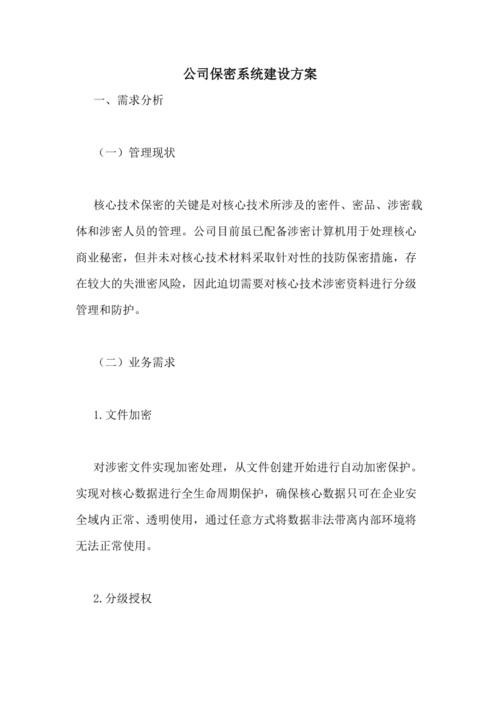 公司保密系统建设方案
一、需求分析
（一）管理现状
核心技术保密的关键是对核心技术所涉及的密件、密品、涉密载
体和涉密人员的管理。公司目前虽已配备涉密计算机用于处理核心
商业秘密，但并未对核心技术材料采取针对性的技防保密措施，存
在较大的失泄密风险，因此迫切需要对核心技术涉密资料进行分级
管理和防护。
（二）业务需求
1.文件加密
对涉密文件实现加密处理，从文件创建开始进行自动加密保护。
实现对核心数据进行全生命周期保护，确保核心数据只可在企业安
全域内正常、透明使用，通过任意方式将数据非法带离内部环境将
无法正常使用。
2.分级授权